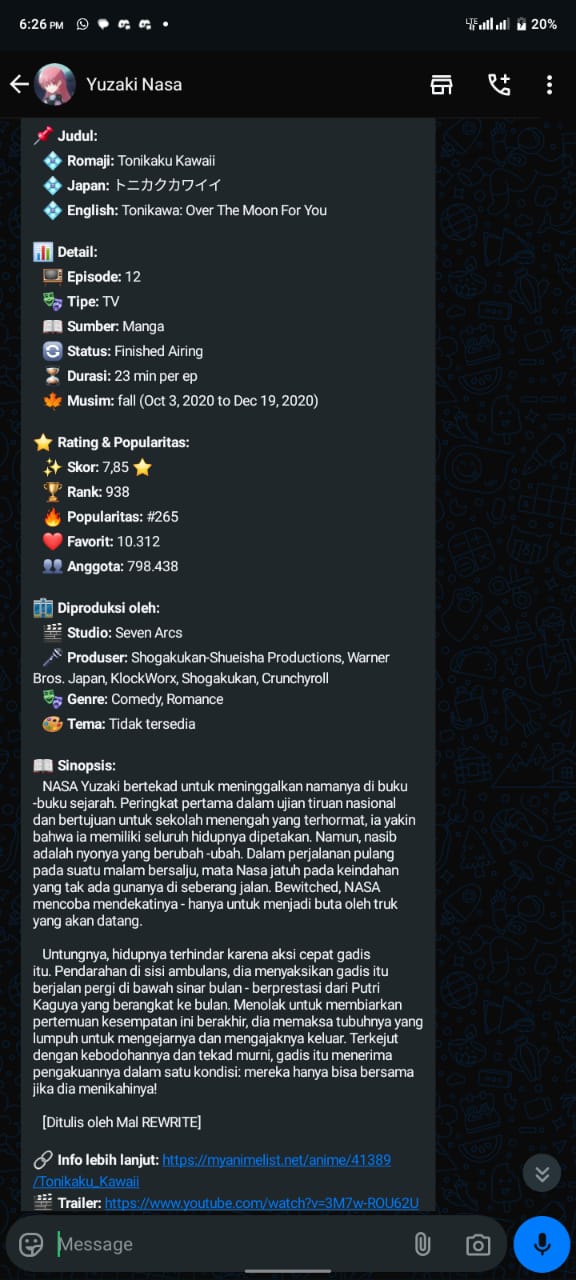 6:26 PM
LTE 20%
Yuzaki Nasa
Judul:
Romaji: Tonikaku Kawaii
Japan: トニカクカワイイ
English: Tonikawa: Over The Moon For You
Detail:
Episode: 12
Tipe: TV
Sumber: Manga
Status: Finished Airing
Durasi: 23 min per ep
Musim: fall (Oct 3, 2020 to Dec 19, 2020)
Rating & Popularitas:
Skor: 7,85
Rank: 938
Popularitas: #265
Favorit: 10.312
Anggota: 798.438
Diproduksi oleh:
Studio: Seven Arcs
Produser: Shogakukan-Shueisha Productions, Warner
Bros. Japan, KlockWorx, Shogakukan, Crunchyroll
Genre: Comedy, Romance
Tema: Tidak tersedia
Sinopsis:
NASA Yuzaki bertekad untuk meninggalkan namanya di buku
-buku sejarah. Peringkat pertama dalam ujian tiruan nasional
dan bertujuan untuk sekolah menengah yang terhormat, ia yakin
bahwa ia memiliki seluruh hidupnya dipetakan. Namun, nasib
adalah nyonya yang berubah -ubah. Dalam perjalanan pulang
pada suatu malam bersalju, mata Nasa jatuh pada keindahan
yang tak ada gunanya di seberang jalan. Bewitched, NASA
mencoba mendekatinya - hanya untuk menjadi buta oleh truk
yang akan datang.
Untungnya, hidupnya terhindar karena aksi cepat gadis
itu. Pendarahan di sisi ambulans, dia menyaksikan gadis itu
berjalan pergi di bawah sinar bulan - berprestasi dari Putri
Kaguya yang berangkat ke bulan. Menolak untuk membiarkan
pertemuan kesempatan ini berakhir, dia memaksa tubuhnya yang
lumpuh untuk mengejarnya dan mengajaknya keluar. Terkejut
dengan kebodohannya dan tekad murni, gadis itu menerima
pengakuannya dalam satu kondisi: mereka hanya bisa bersama
jika dia menikahinya!
[Ditulis oleh Mal REWRITE]
Info lebih lanjut: https://myanimelist.net/anime/41389
/Tonikaku_Kawaii
Trailer: https://www.youtube.com/watch?v=3M7w-ROU62U
Message